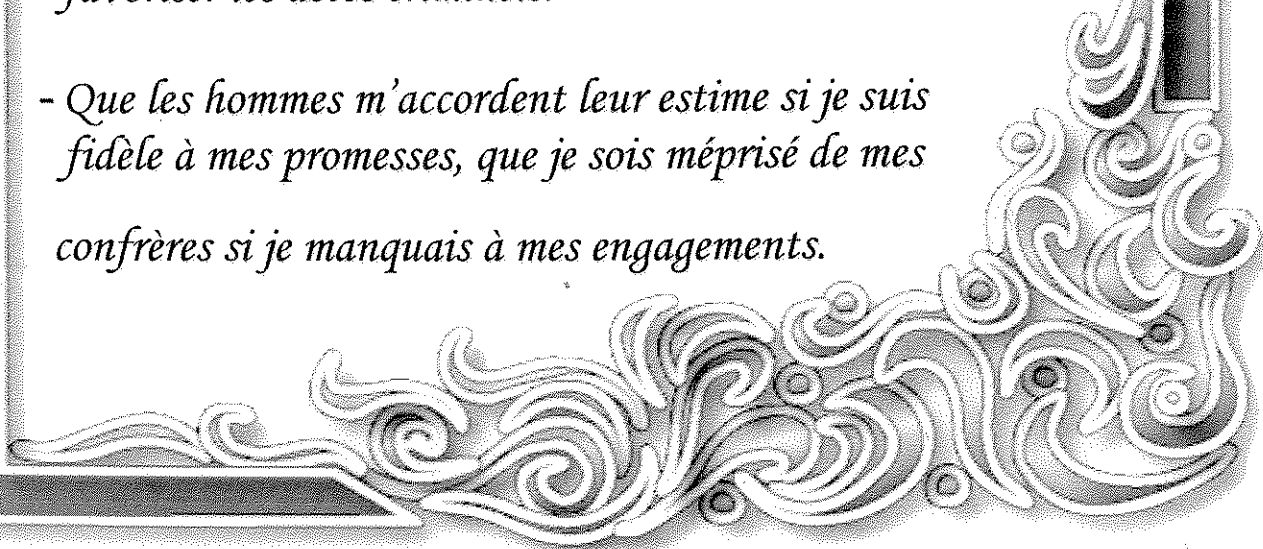 - Que les hommes m'accordent leur estime si je suis
fidèle à mes promesses, que je sois méprisé de mes
confrères si je manquais à mes engagements.